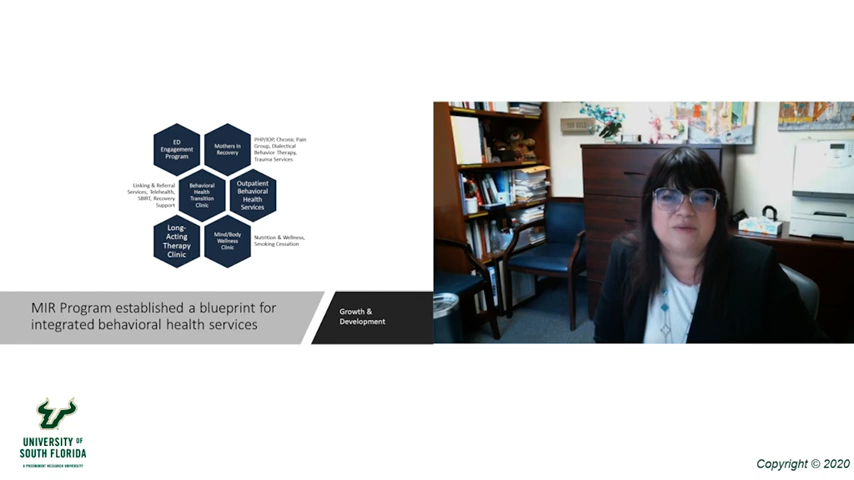 ED
Engagement
Program
Mothers in
Recovery
PHP/IOP, Chronic Pain
Group, Dialectical
Behavior Therapy,
Trauma Services
Linking & Referral
Services, Telehealth,
SBIRT, Recovery
Support
Behavioral
Health
Transition
Clinic
Outpatient
Behavioral
Health
Services
Long-
Acting
Therapy
Clinic
Mind/Body
Wellness
Clinic
Nutrition & Wellness,
Smoking Cessation
MIR Program established a blueprint for
integrated behavioral health services
Growth &
Development
UNIVERSITY OF
SOUTH FLORIDA
A PREEMINENT RESEARCH UNIVERSITY
Copyright © 2020